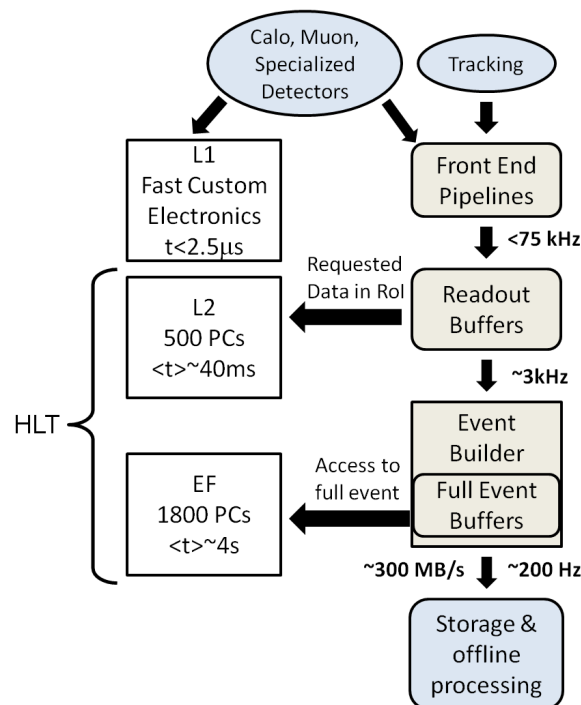 Calo, Muon,
Specialized
Detectors
Tracking
L1
Fast Custom
Electronics
t<2.5μs
Front End
Pipelines
<75 kHz
Requested
Data in RoI
Readout
Buffers
L2
500 PCs
<t>~40ms
~3kHz
HLT
Event
Builder
Full Event
Buffers
Access to
full event
EF
1800 PCs
<t>~4s
~300 MB/s
~200 Hz
Storage &
offline
processing